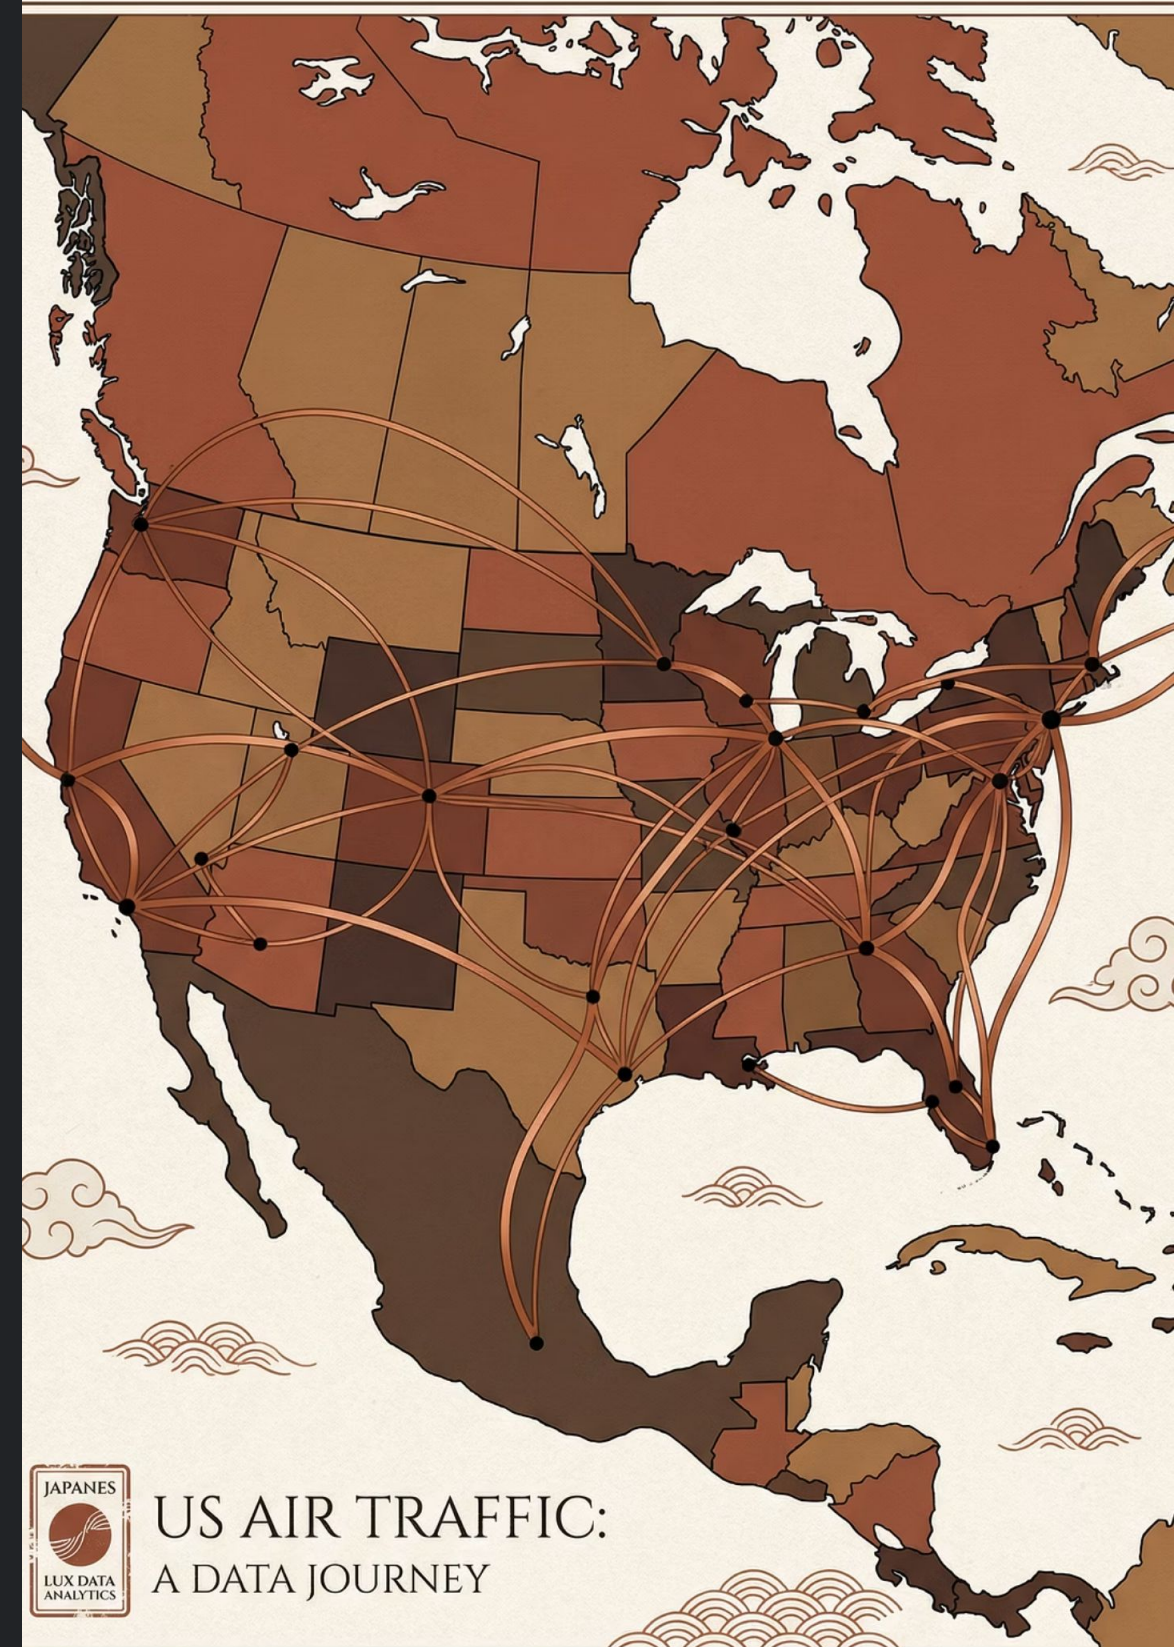 JAPANES
LUX DATA
ANALYTICS
US AIR TRAFFIC:
A DATA JOURNEY